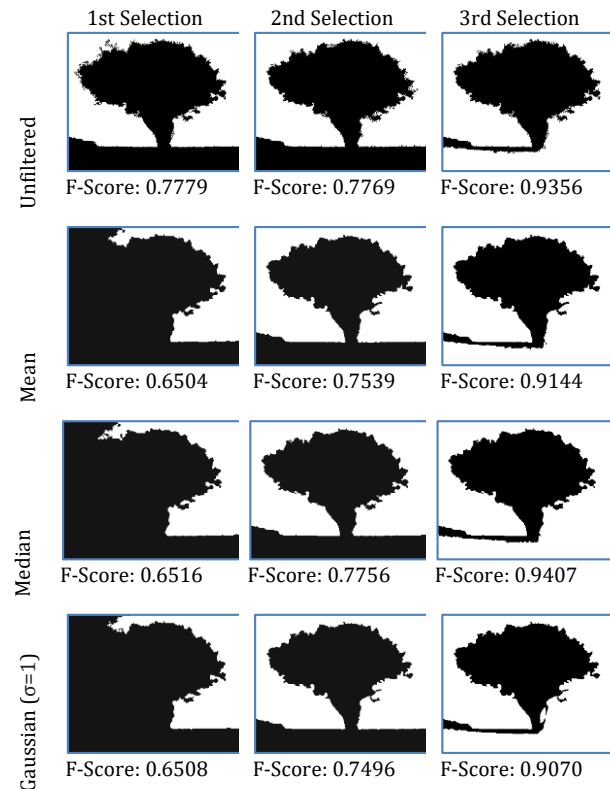 1st Selection 2nd Selection 3rd Selection
Unfiltered
F-Score: 0.7779 F-Score: 0.7769 F-Score: 0.9356
Mean
F-Score: 0.6504 F-Score: 0.7539 F-Score: 0.9144
Median
F-Score: 0.6516 F-Score: 0.7756 F-Score: 0.9407
Gaussian (σ=1)
F-Score: 0.6508 F-Score: 0.7496 F-Score: 0.9070